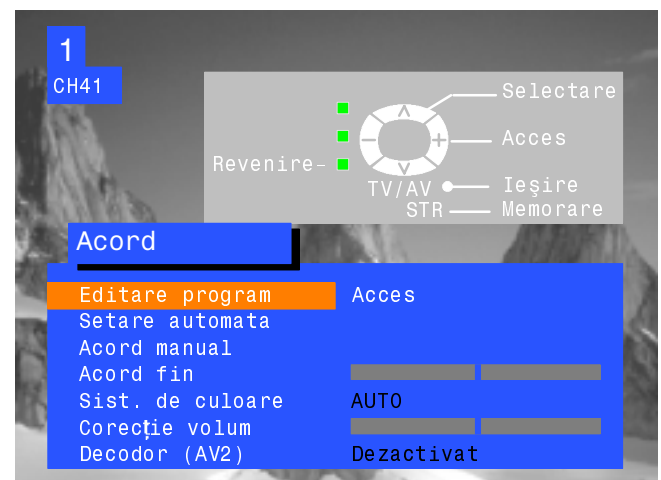 1
CH41
Selectare
Acces
Revenire-
TV/AV Ieşire
STR Memorare
Acord
Editare program Acces
Setare automata
Acord manual
Acord fin
Sist. de culoare AUTO
Corecție volum
Decodor (AV2) Dezactivat